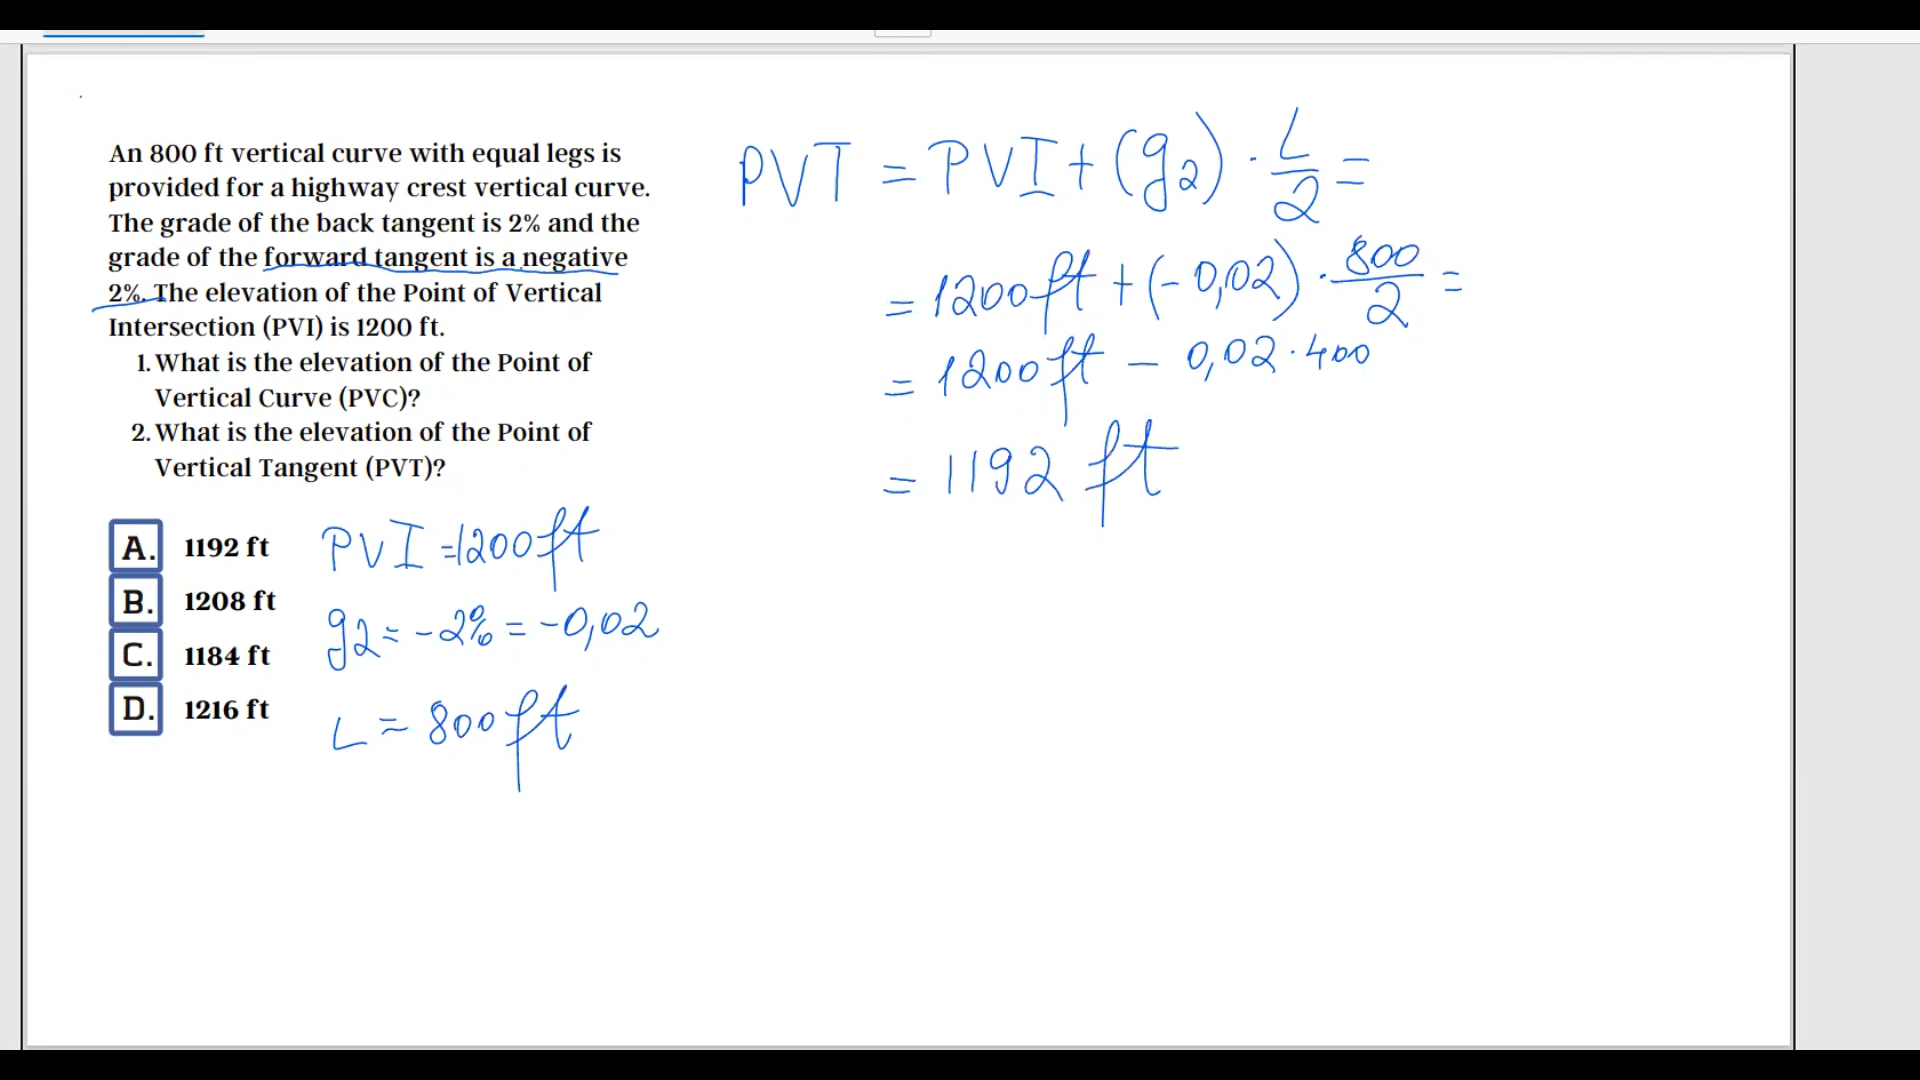 An 800 ft vertical curve with equal legs is
provided for a highway crest vertical curve.
The grade of the back tangent is 2% and the
grade of the forward tangent is a negative
2%. The elevation of the Point of Vertical
Intersection (PVI) is 1200 ft.
1. What is the elevation of the Point of
Vertical Curve (PVC)?
2. What is the elevation of the Point of
Vertical Tangent (PVT)?
A. 1192 ft
B. 1208 ft
C. 1184 ft
D. 1216 ft
PVI = 1200 ft
g2 = -2% = -0,02
L = 800 ft
PVT = PVI + (g2) · L/2 =
= 1200 ft + (-0,02) · 800/2 =
= 1200 ft - 0,02 · 400
= 1192 ft